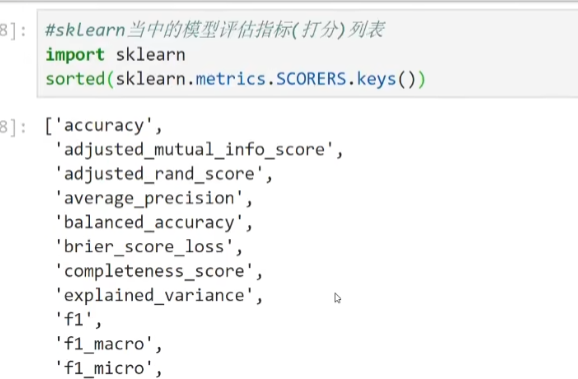 8]: #sklearn当中的模型评估指标(打分)列表
import sklearn
sorted(sklearn.metrics.SCORERS.keys())
8]: ['accuracy',
'adjusted_mutual_info_score',
'adjusted_rand_score',
'average_precision',
'balanced_accuracy',
'brier_score_loss',
'completeness_score',
'explained_variance',
'f1',
'f1_macro',
'f1_micro',